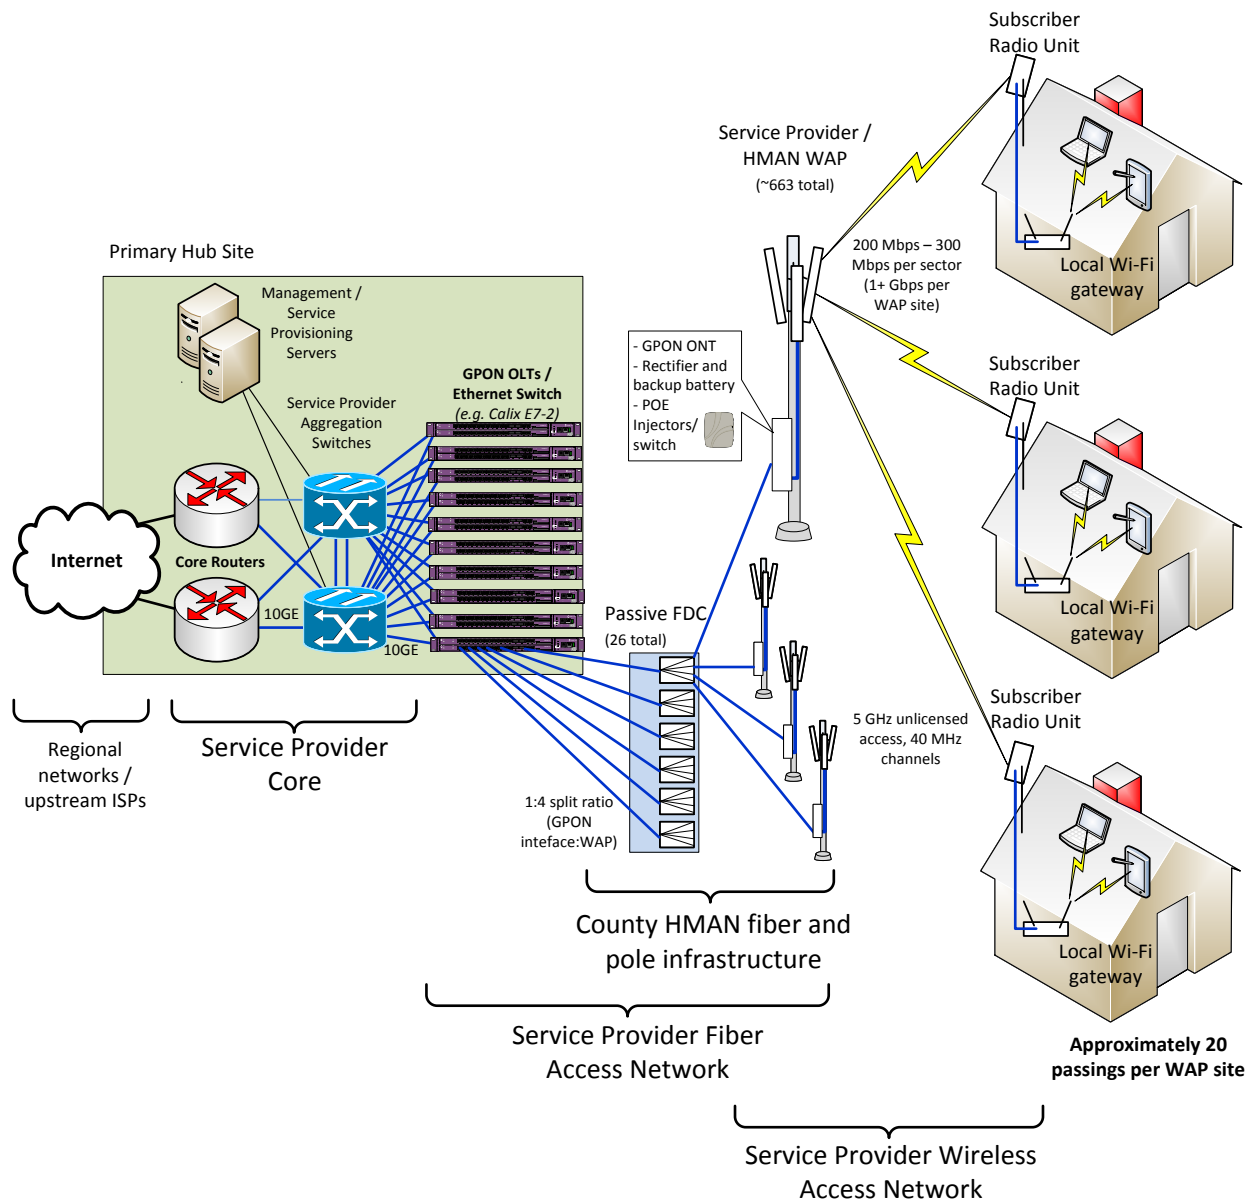 Subscriber
Radio Unit
Service Provider /
HMAN WAP
(~663 total)
Local Wi-Fi
gateway
200 Mbps – 300
Mbps per sector
(1+ Gbps per
WAP site)
Primary Hub Site
Management /
Service
Provisioning
Servers
- GPON ONT
- Rectifier and
backup battery
- POE
Injectors/
switch
GPON OLTs /
Ethernet Switch
(e.g. Calix E7-2)
Service Provider
Aggregation
Switches
Subscriber
Radio Unit
Local Wi-Fi
gateway
Internet
Core Routers
10GE
10GE
Passive FDC
(26 total)
Subscriber
Radio Unit
5 GHz unlicensed
access, 40 MHz
channels
Regional
networks /
upstream ISPs
Service Provider
Core
1:4 split ratio
(GPON
inteface:WAP)
Local Wi-Fi
gateway
County HMAN fiber and
pole infrastructure
Service Provider Fiber
Access Network
Approximately 20
passings per WAP site
Service Provider Wireless
Access Network